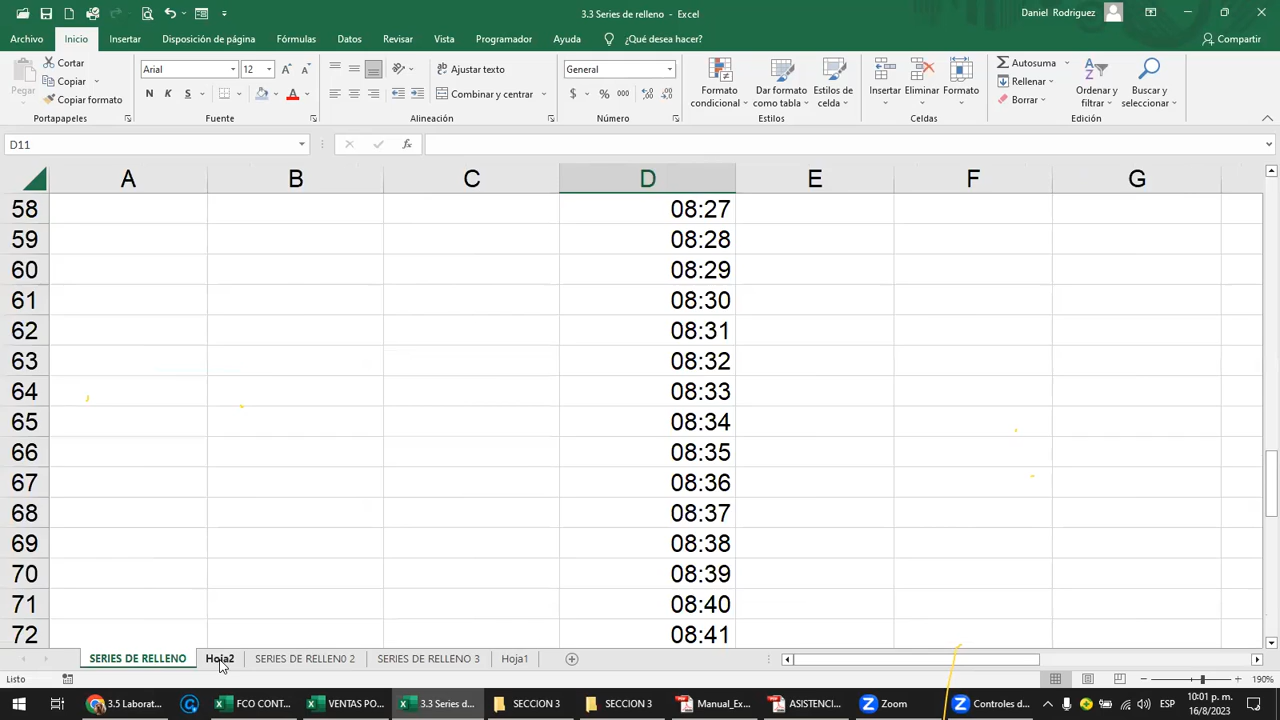 3.3 Series de relleno - Excel
Daniel Rodriguez
Archivo Inicio Insertar Disposición de página Fórmulas Datos Revisar Vista Programador Ayuda ¿Qué desea hacer? Compartir
Pegar Cortar Copiar Copiar formato
Portapapeles
Arial 12
N K S
Fuente
Ajustar texto
Combinar y centrar
Alineación
General
$ % 000
Número
Formato condicional
Dar formato como tabla
Estilos de celda
Estilos
Insertar Eliminar Formato
Celdas
Autosuma
Rellenar
Borrar
Ordenar y filtrar
Buscar y seleccionar
Edición
D11
fx
A B C D E F G
58 08:27
59 08:28
60 08:29
61 08:30
62 08:31
63 08:32
64 08:33
65 08:34
66 08:35
67 08:36
68 08:37
69 08:38
70 08:39
71 08:40
72 08:41
SERIES DE RELLENO Hoja2 SERIES DE RELLEN0 2 SERIES DE RELLENO 3 Hoja1
Listo
190%
3.5 Laborat...
FCCONT...
VENTAS PO...
3.3 Series d...
SECCION 3
SECCION 3
Manual_Ex...
ASISTENCI...
Zoom
Controles d...
ESP
10:01 p. m.
16/8/2023